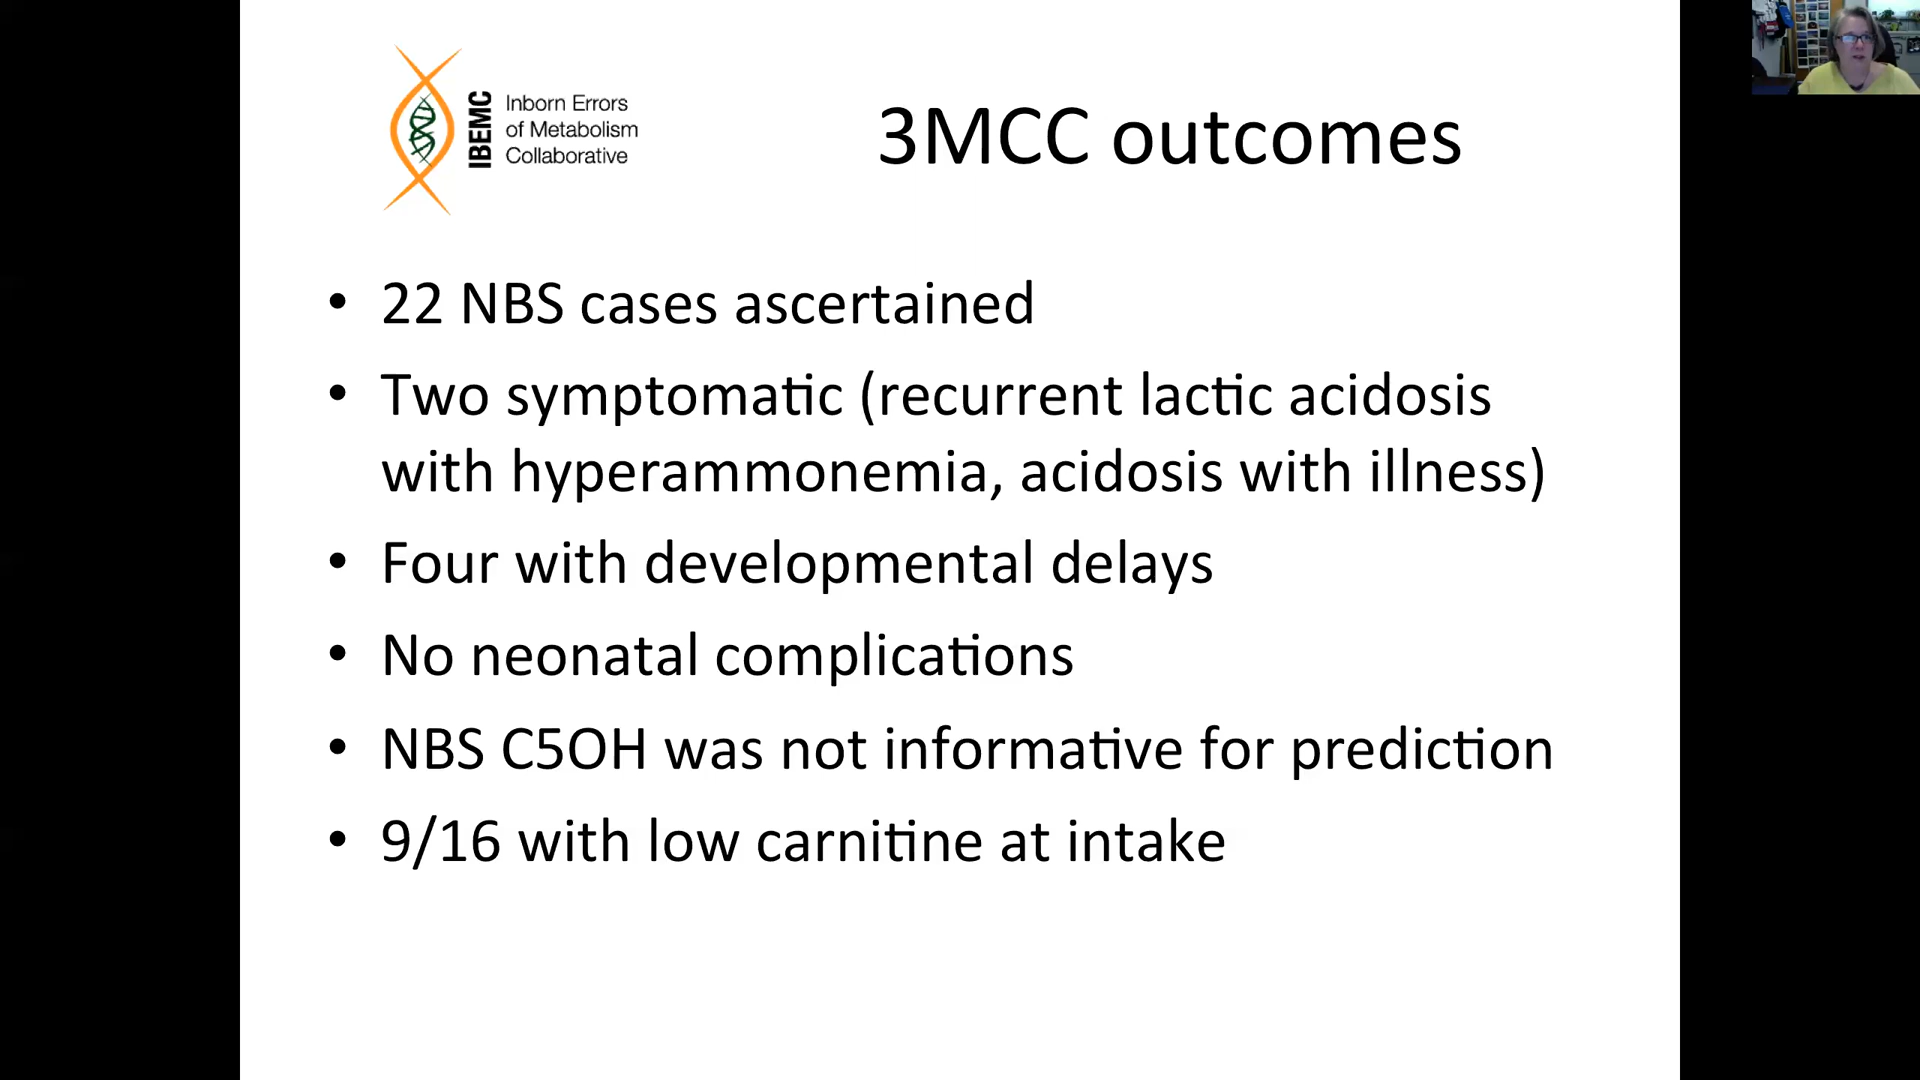 IBEMC
Inborn Errors
of Metabolism
Collaborative
3MCC outcomes
• 22 NBS cases ascertained
• Two symptomatic (recurrent lactic acidosis
with hyperammonemia, acidosis with illness)
• Four with developmental delays
• No neonatal complications
• NBS C5OH was not informative for prediction
• 9/16 with low carnitine at intake